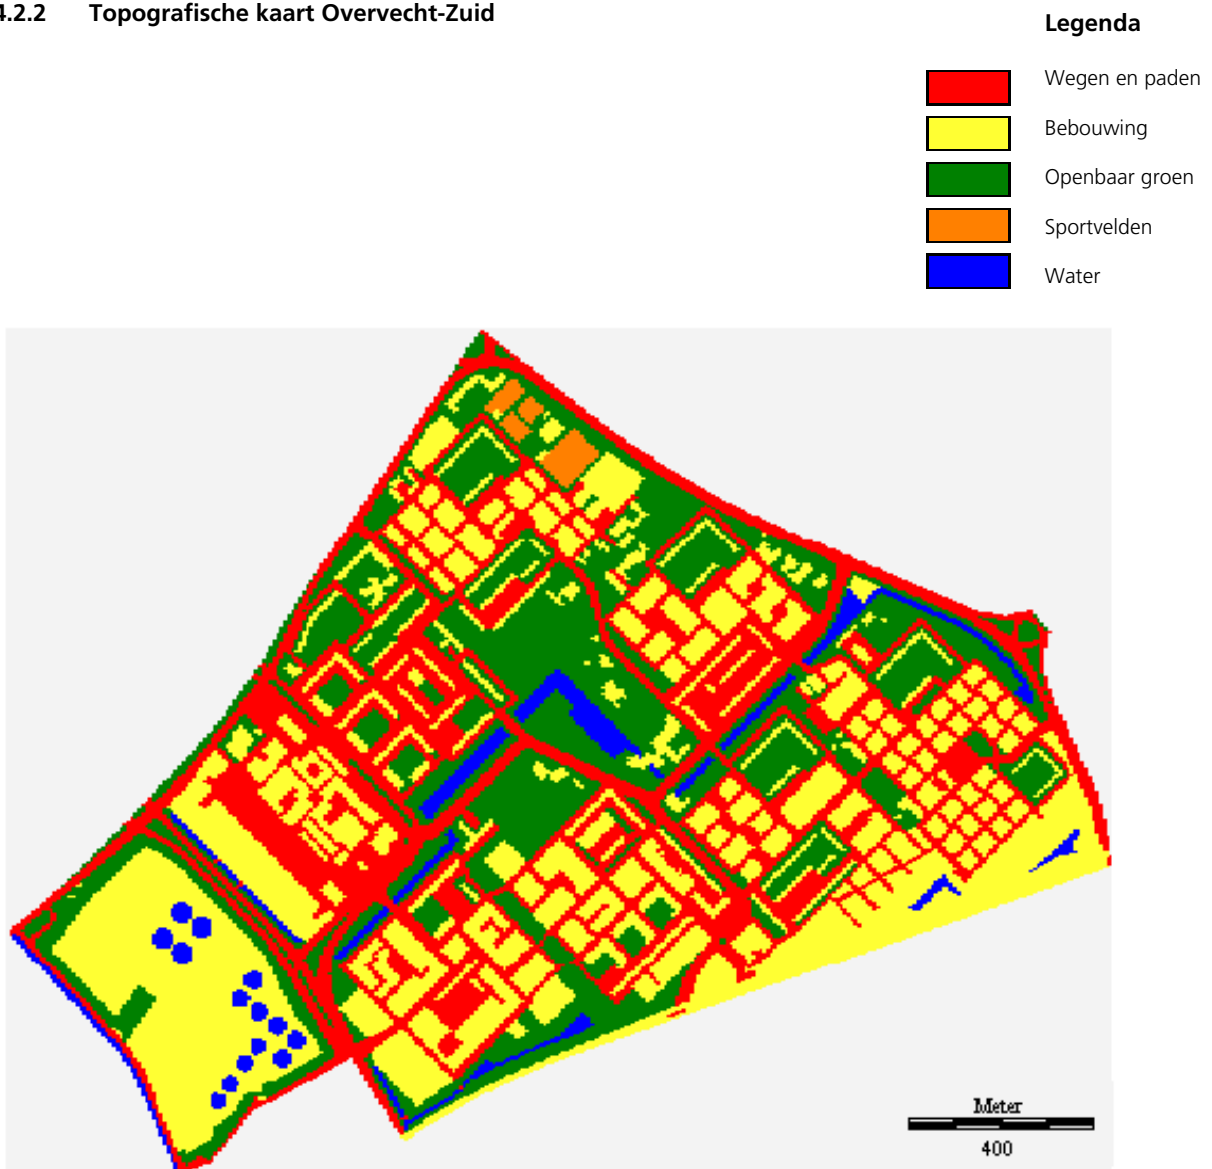 4.2.2 Topografische kaart Overvecht-Zuid
Legenda
Wegen en paden
Bebouwing
Openbaar groen
Sportvelden
Water
Meter
400